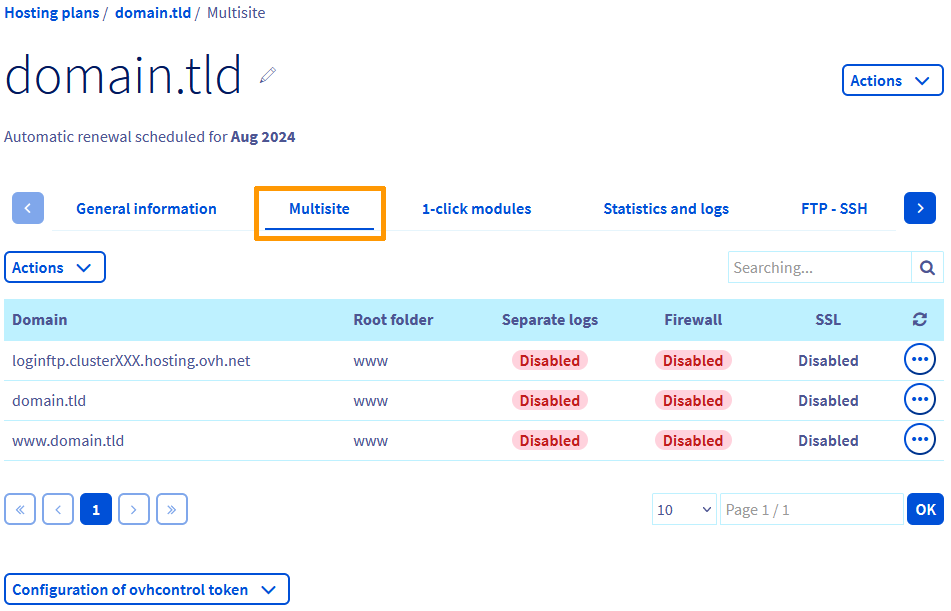 Hosting plans / domain.tld / Multisite
domain.tld
Actions
Automatic renewal scheduled for Aug 2024
General information Multisite 1-click modules Statistics and logs FTP - SSH
Actions Searching...
Domain Root folder Separate logs Firewall SSL
loginftp.clusterXXX.hosting.ovh.net www Disabled Disabled Disabled
domain.tld www Disabled Disabled Disabled
www.domain.tld www Disabled Disabled Disabled
« ‹ 1 › » 10 Page 1 / 1 OK
Configuration of ovhcontrol token